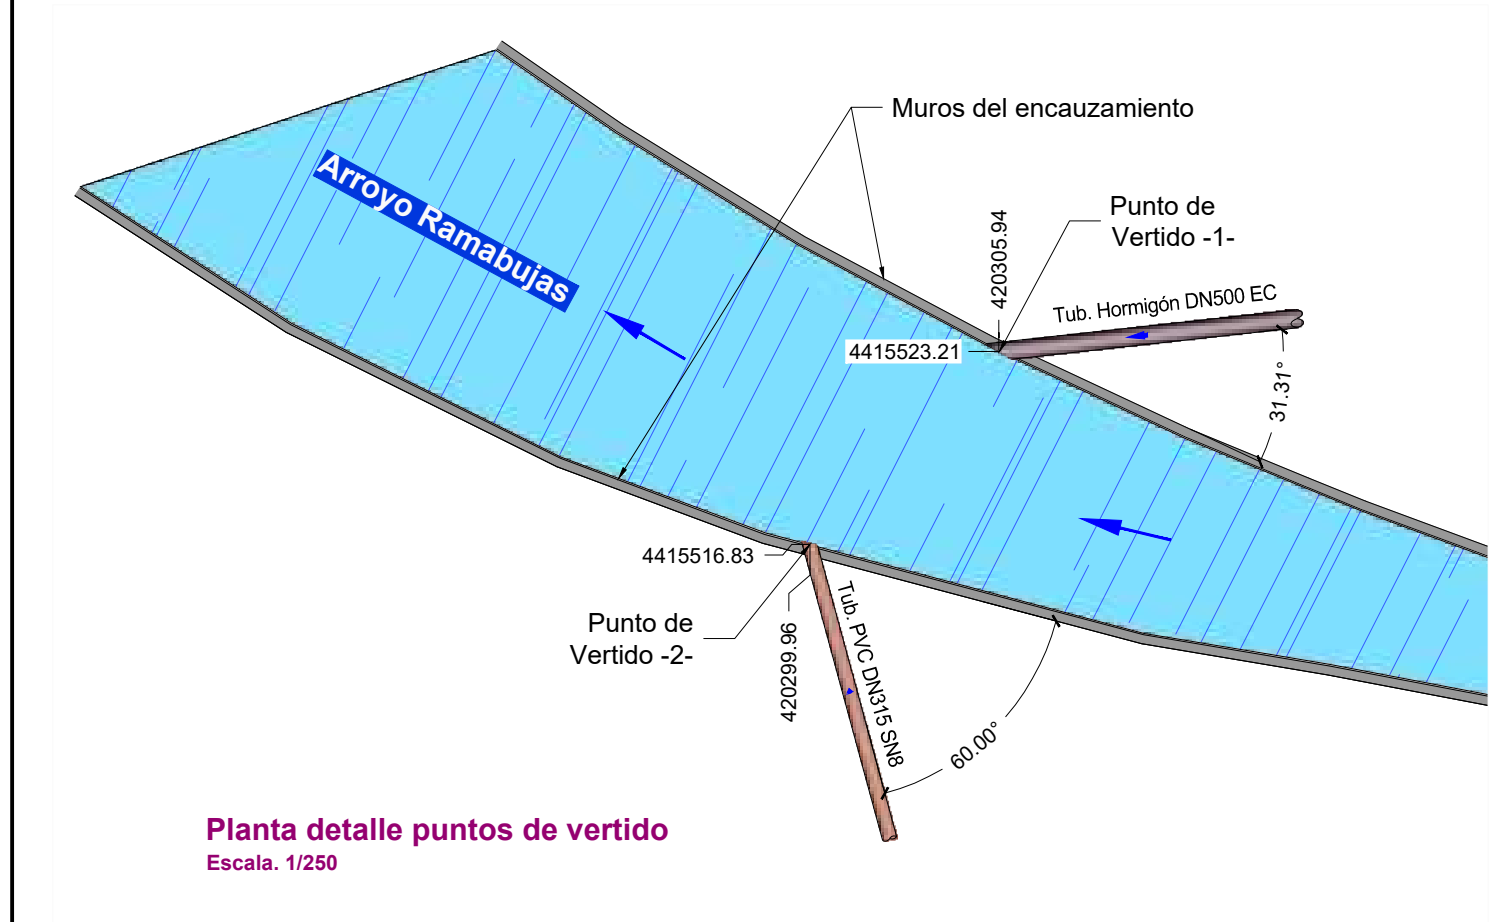 Muros del encauzamiento
Arroyo Ramabujas
420305.94
Punto de
Vertido -1-
Tub. Hormigón DN500 EC
4415523.21
31.31°
4415516.83
Punto de
Vertido -2-
420299.96
Tub. PVC DN315 SN8
60.00°
Planta detalle puntos de vertido
Escala. 1/250